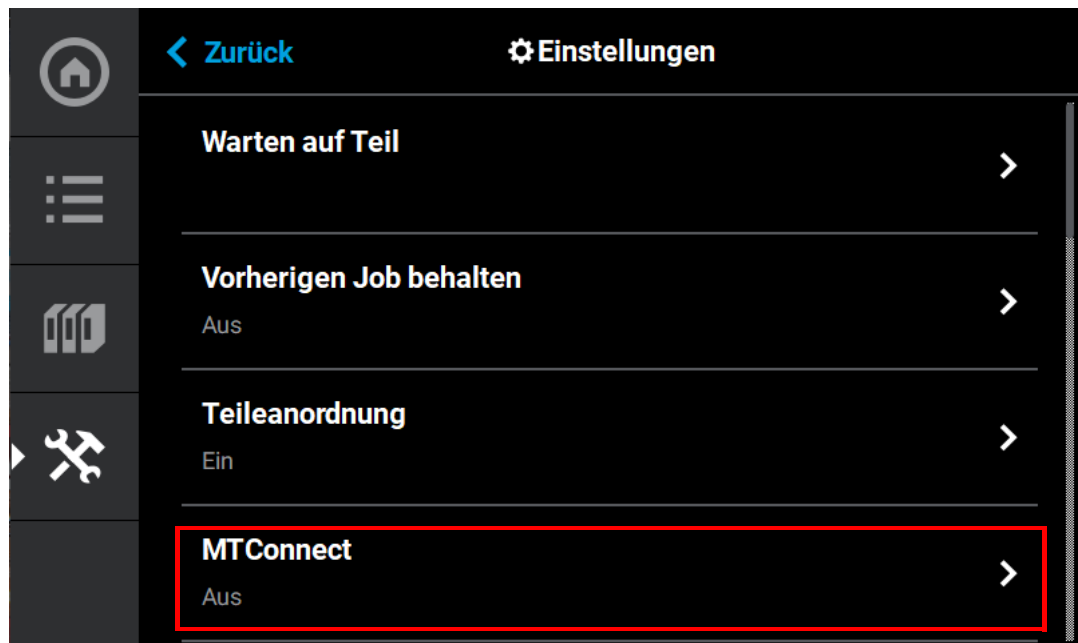 Zurück
Einstellungen
Warten auf Teil
Vorherigen Job behalten
Aus
Teileanordnung
Ein
MTConnect
Aus